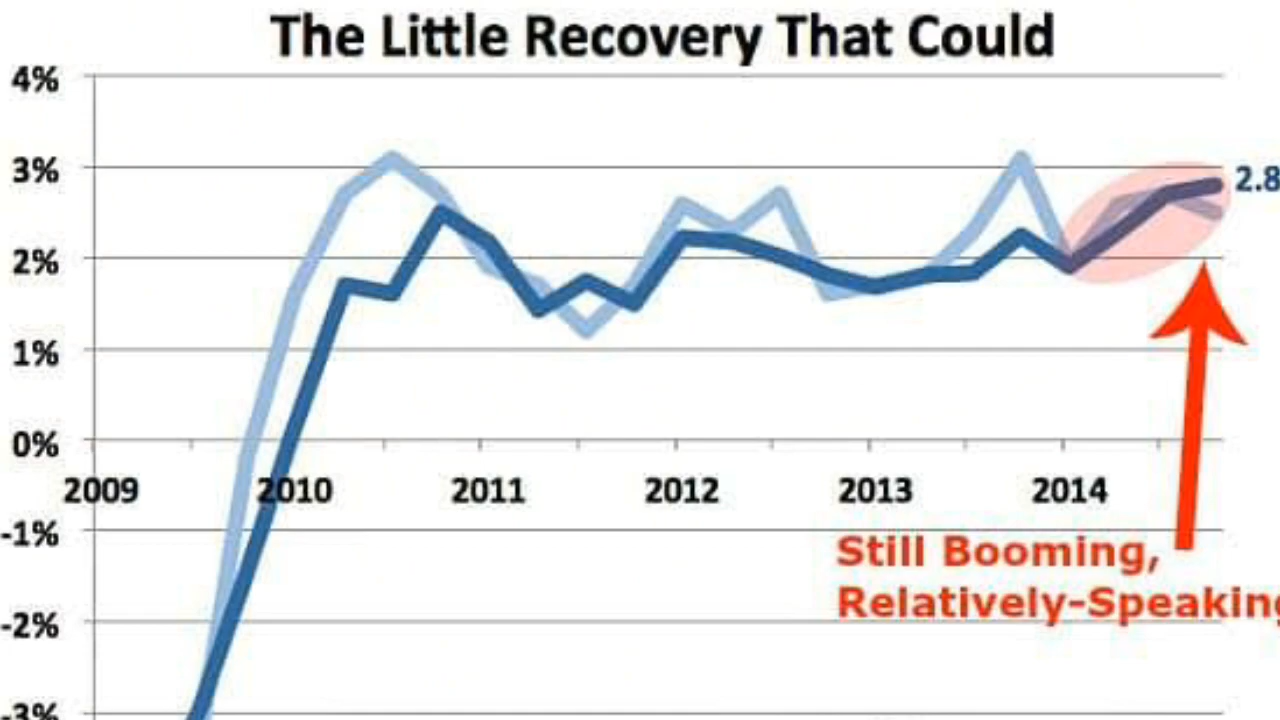 The Little Recovery That Could
4%
3%
2.8
2%
1%
0%
2009 2010 2011 2012 2013 2014
-1%
Still Booming,
-2%
Relatively-Speaking
-3%